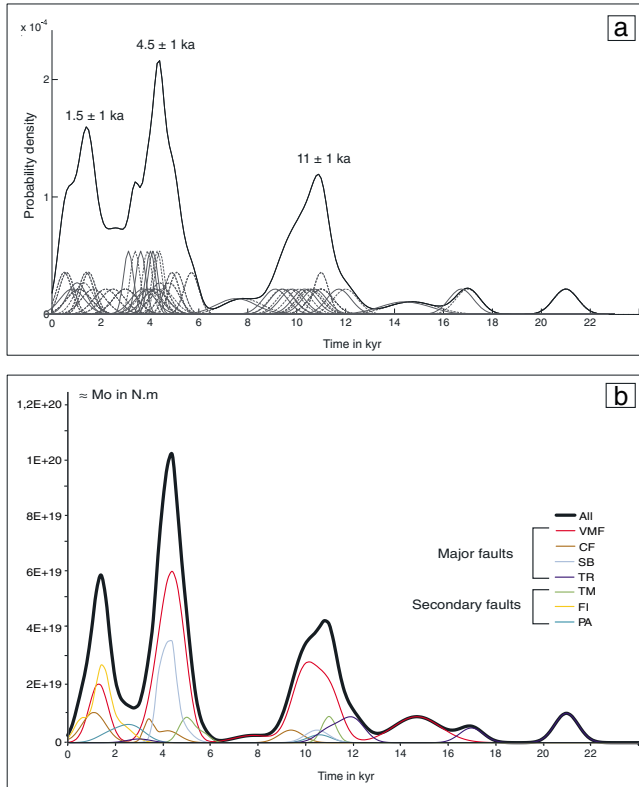 a
x 10⁻⁴
4.5 ± 1 ka
1.5 ± 1 ka
11 ± 1 ka
Probability density
2
1
0
0 2 4 6 8 10 12 14 16 18 20 22
Time in kyr
b
≈ Mo in N.m
1,2E+20
1E+20
8E+19
6E+19
4E+19
2E+19
0
All
VMF
CF
SB
TR
TM
FI
PA
Major faults
Secondary faults
0 2 4 6 8 10 12 14 16 18 20 22
Time in kyr